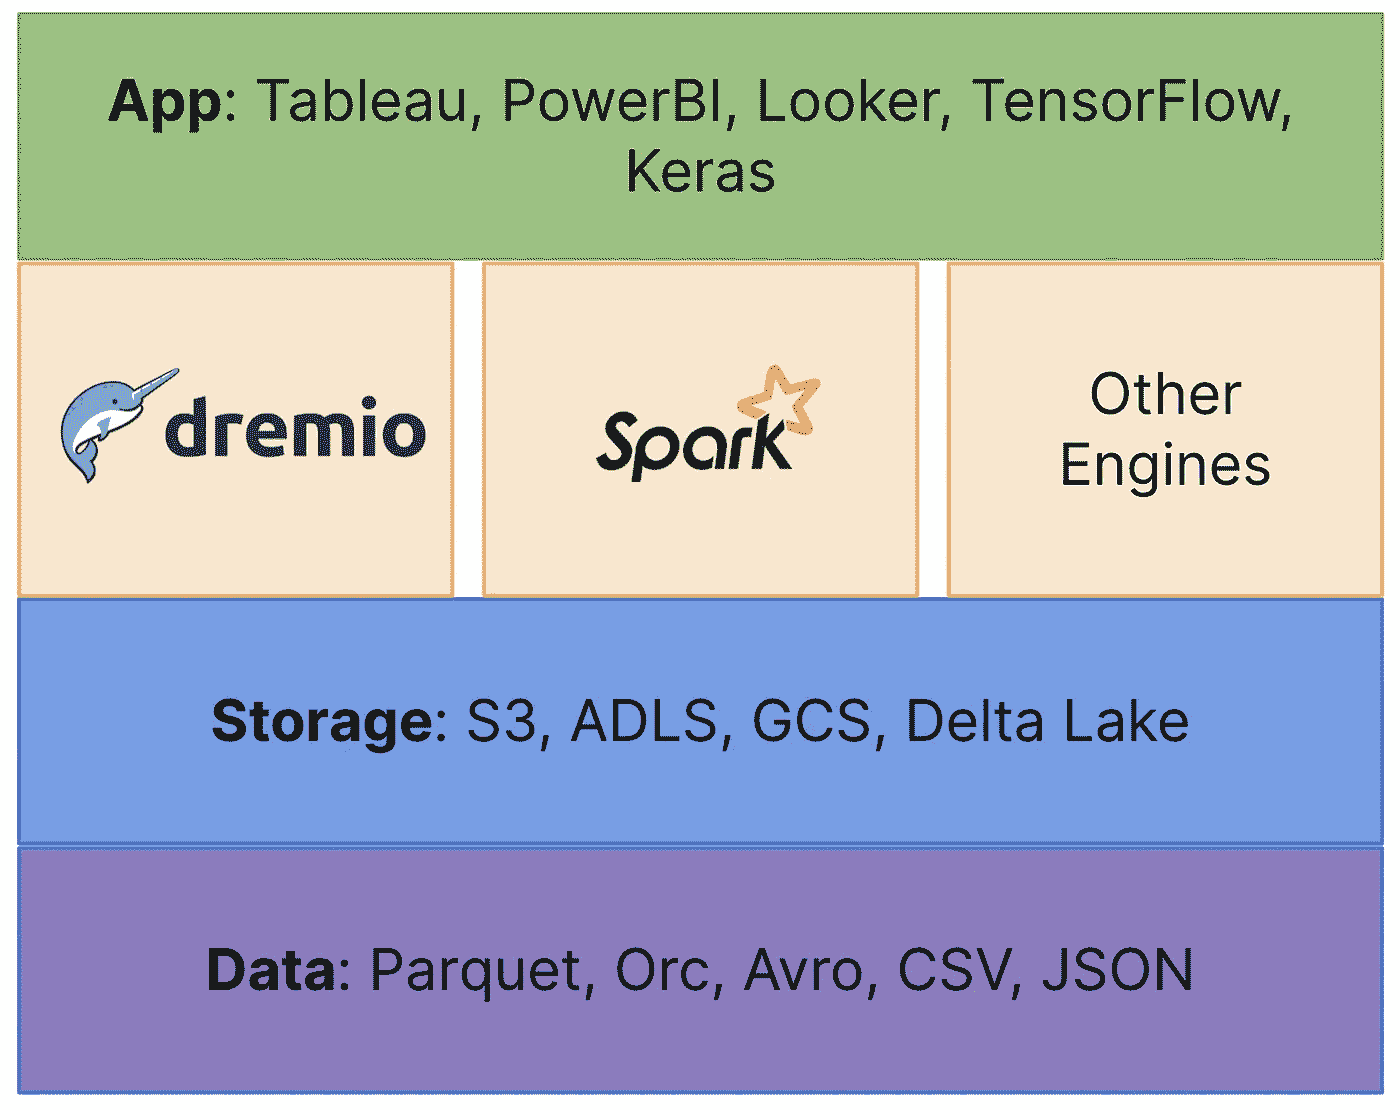 App: Tableau, PowerBI, Looker, TensorFlow,
Keras
dremio
Spark
Other
Engines
Storage: S3, ADLS, GCS, Delta Lake
Data: Parquet, Orc, Avro, CSV, JSON